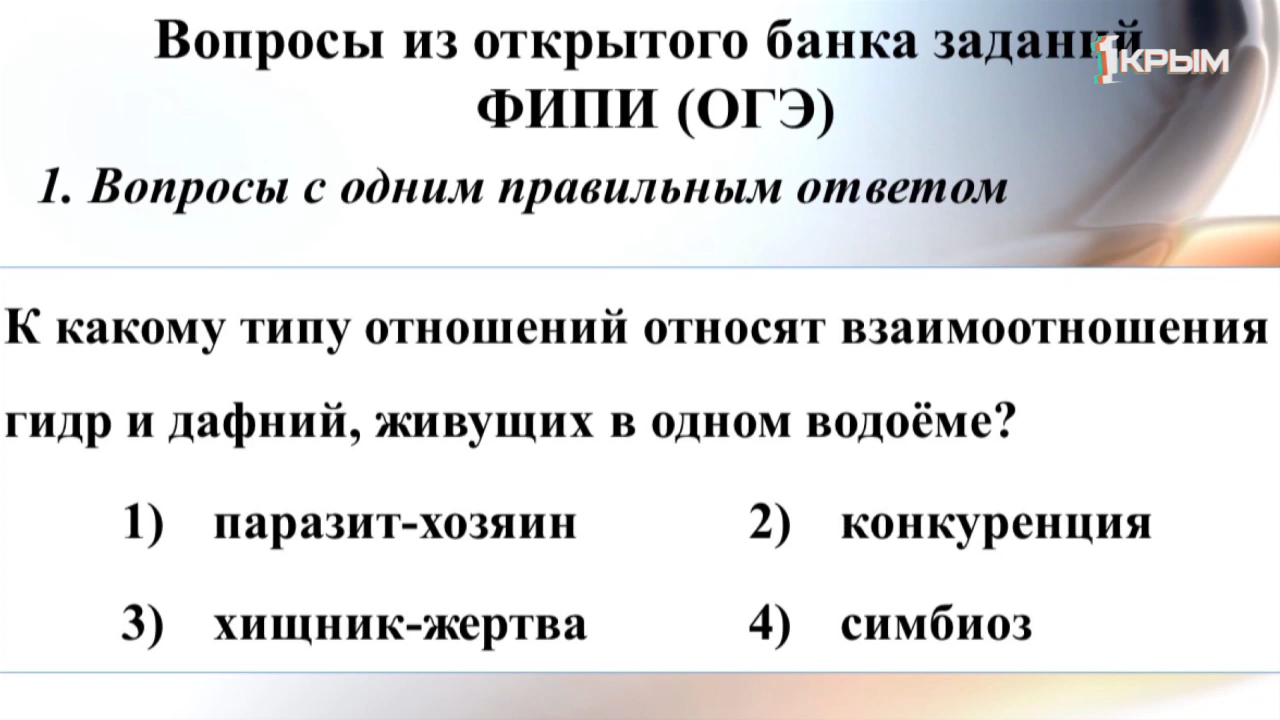 Вопросы из открытого банка заданий
1КРЫМ
ФИПИ (ОГЭ)
1. Вопросы с одним правильным ответом
К какому типу отношений относят взаимоотношения
гидр и дафний, живущих в одном водоёме?
1) паразит-хозяин 2) конкуренция
3) хищник-жертва 4) симбиоз